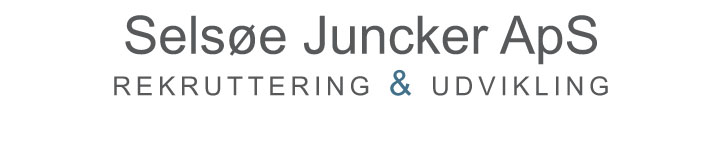 Selsøe Juncker ApS
REKRUTTERING & UDVIKLING